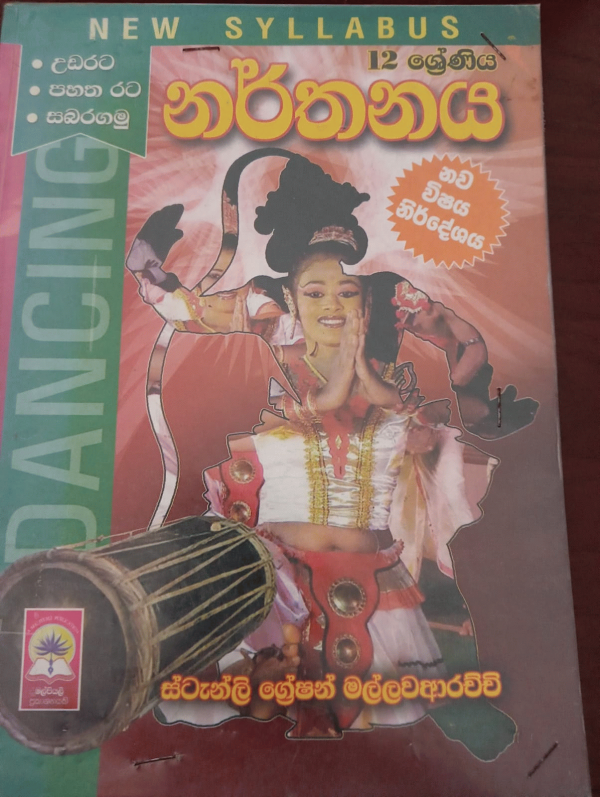 NEW SYLLABUS
• උඩරට
• පහත රට
• සබරගමු
12 ශ්‍රේණිය
නර්තනය
නව
විෂය
නිර්දේශය
DANCING
ස්ටැන්ලි ග්‍රේෂන් මල්ලවආරච්චි